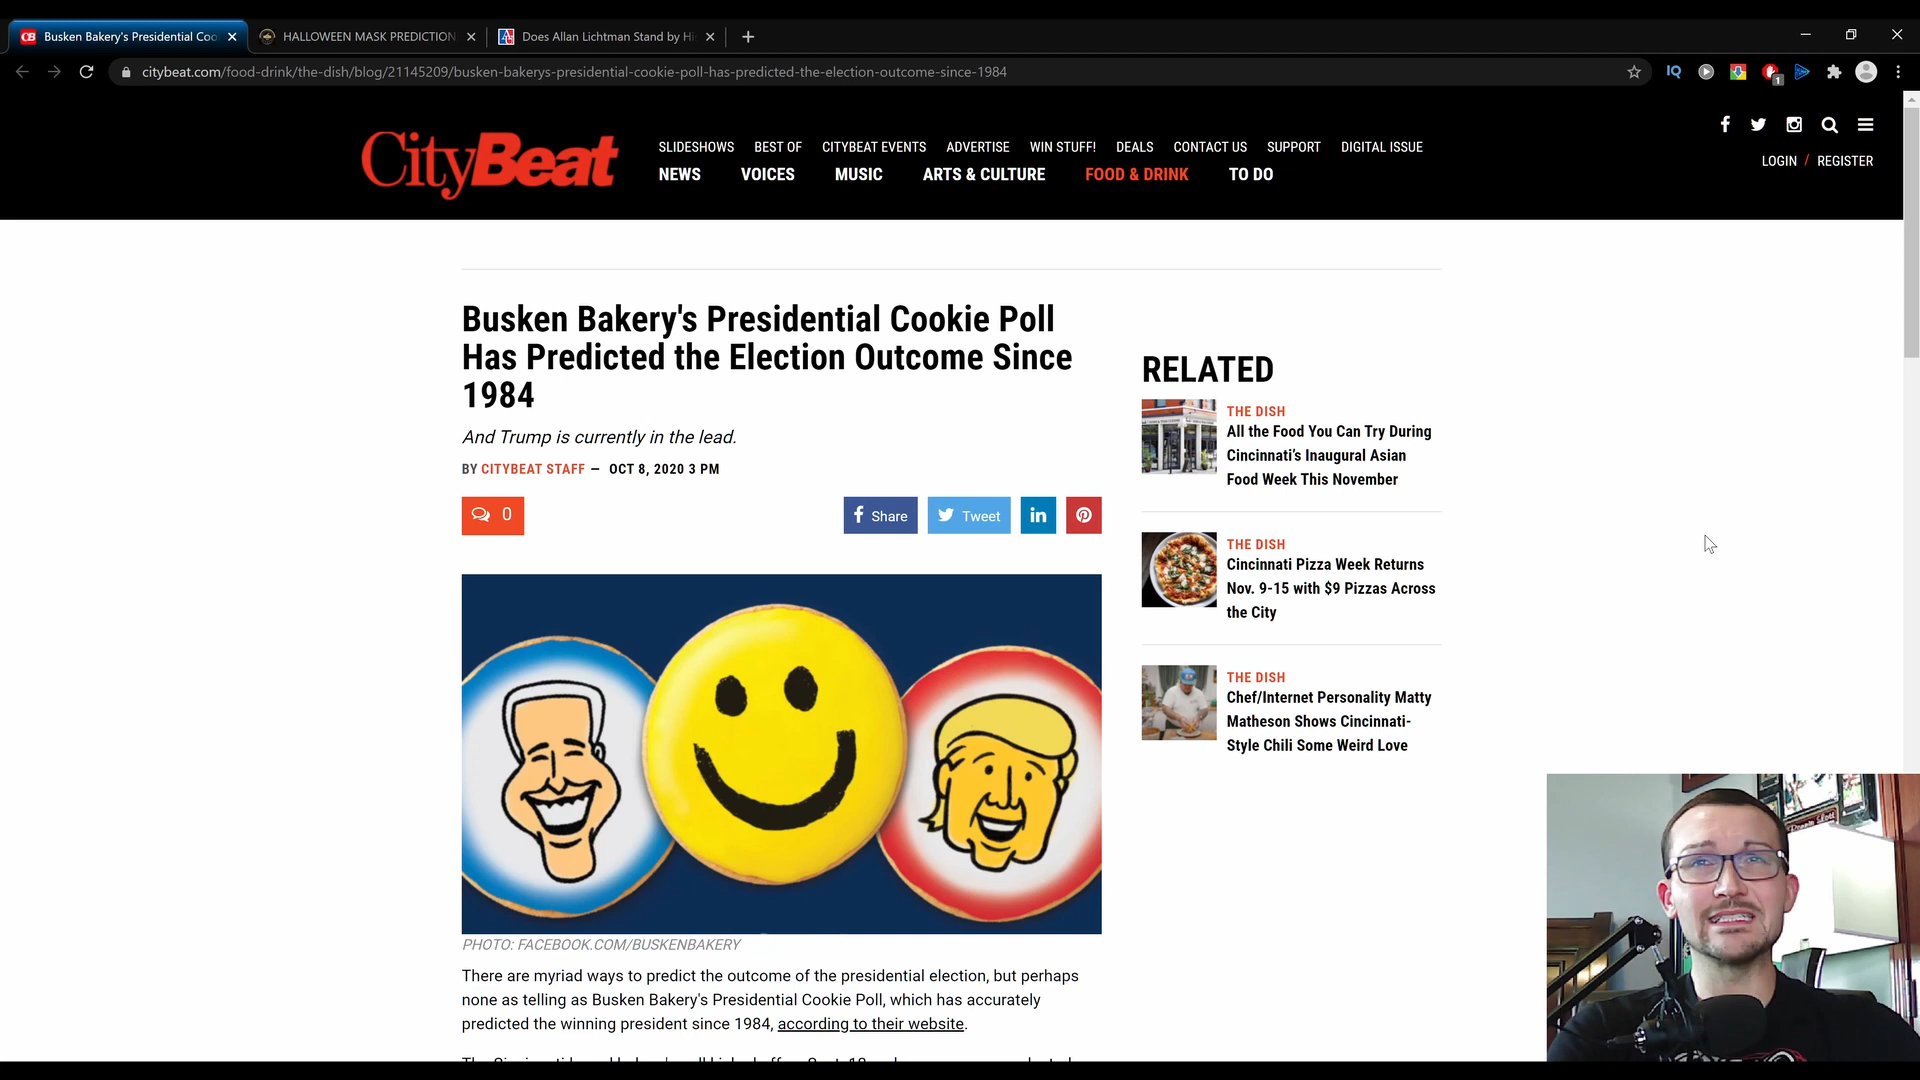 Busken Bakery's Presidential Coo
HALLOWEEN MASK PREDICTION
Does Allan Lichtman Stand by Hi
citybeat.com/food-drink/the-dish/blog/21145209/busken-bakerys-presidential-cookie-poll-has-predicted-the-election-outcome-since-1984
IQ
1
CityBeat
SLIDESHOWS BEST OF CITYBEAT EVENTS ADVERTISE WIN STUFF! DEALS CONTACT US SUPPORT DIGITAL ISSUE
NEWS VOICES MUSIC ARTS & CULTURE FOOD & DRINK TO DO
LOGIN / REGISTER
Busken Bakery's Presidential Cookie Poll
Has Predicted the Election Outcome Since
1984
And Trump is currently in the lead.
BY CITYBEAT STAFF — OCT 8, 2020 3 PM
0
Share
Tweet
in
PHOTO: FACEBOOK.COM/BUSKENBAKERY
There are myriad ways to predict the outcome of the presidential election, but perhaps
none as telling as Busken Bakery's Presidential Cookie Poll, which has accurately
predicted the winning president since 1984, according to their website.
RELATED
THE DISH
All the Food You Can Try During
Cincinnati's Inaugural Asian
Food Week This November
THE DISH
Cincinnati Pizza Week Returns
Nov. 9-15 with $9 Pizzas Across
the City
THE DISH
Chef/Internet Personality Matty
Matheson Shows Cincinnati-
Style Chili Some Weird Love